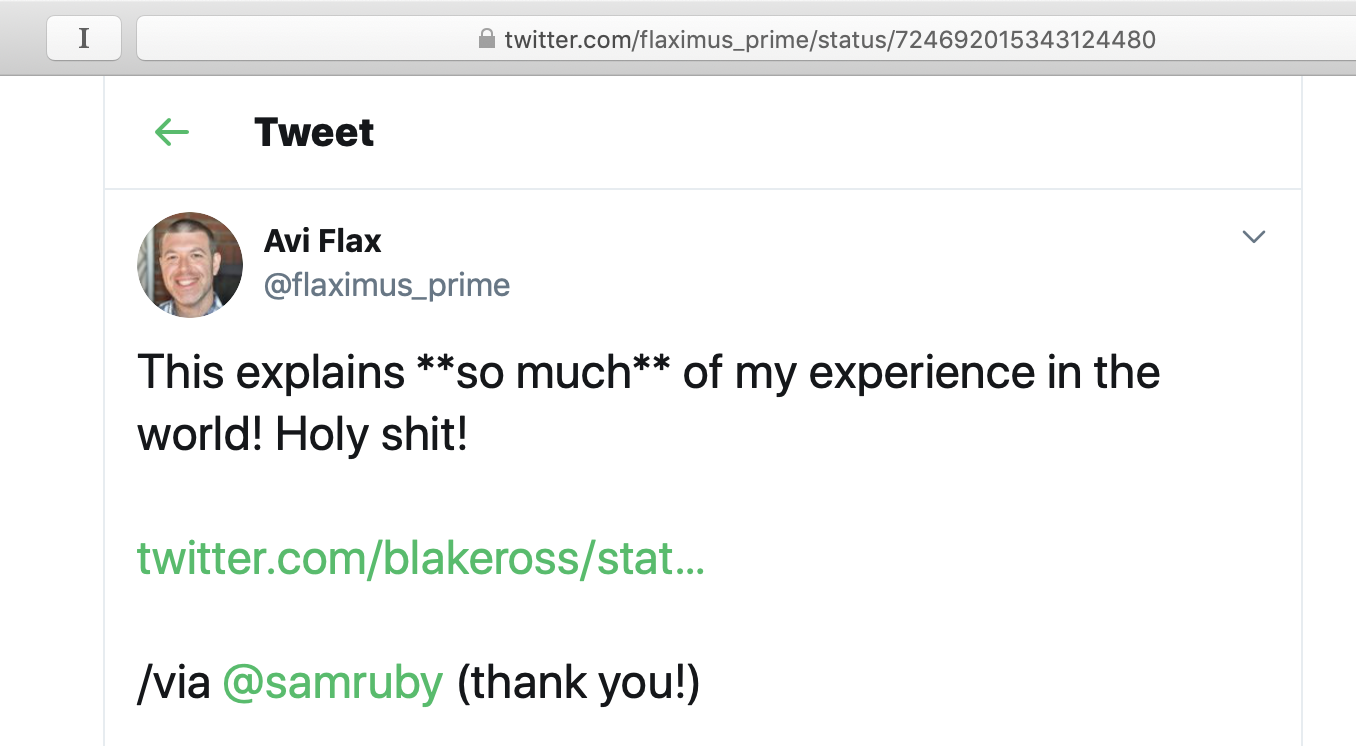 I
twitter.com/flaximus_prime/status/724692015343124480
Tweet
Avi Flax
@flaximus_prime
This explains **so much** of my experience in the
world! Holy shit!
twitter.com/blakeross/stat…
/via @samruby (thank you!)